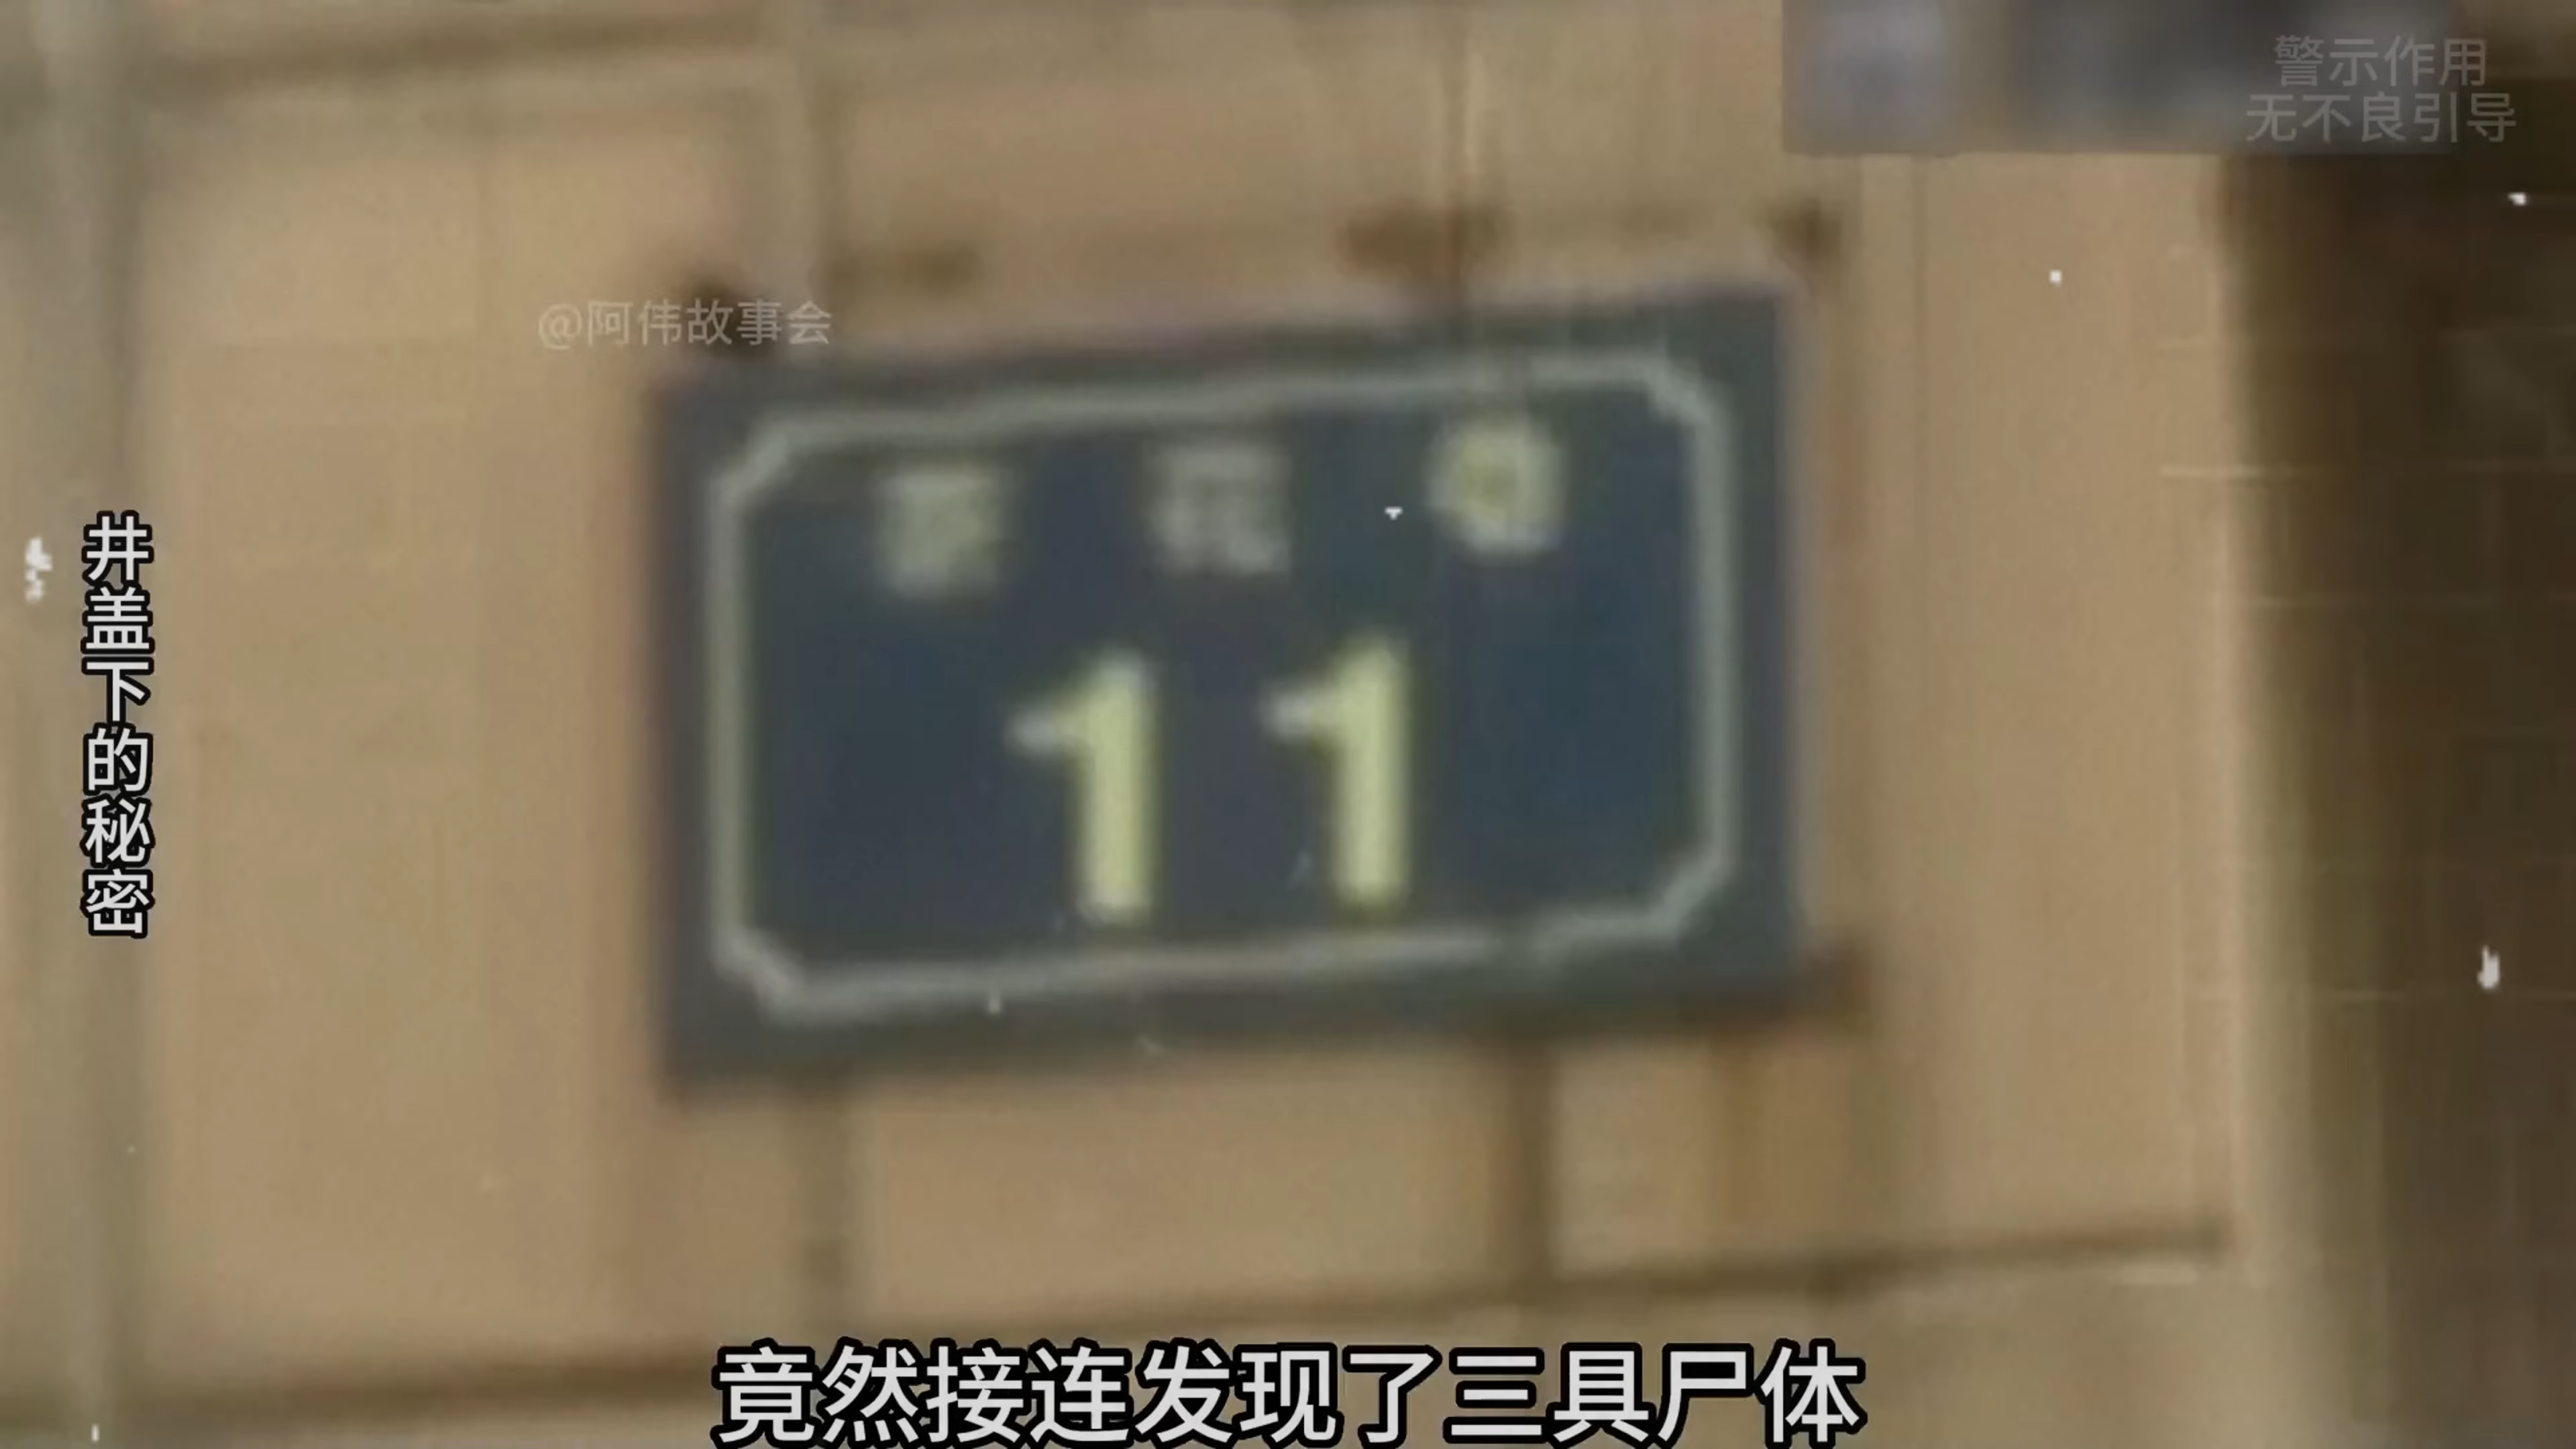 警示作用
无不良引导
@阿伟故事会
井盖下的秘密
11
竟然接连发现了三具尸体